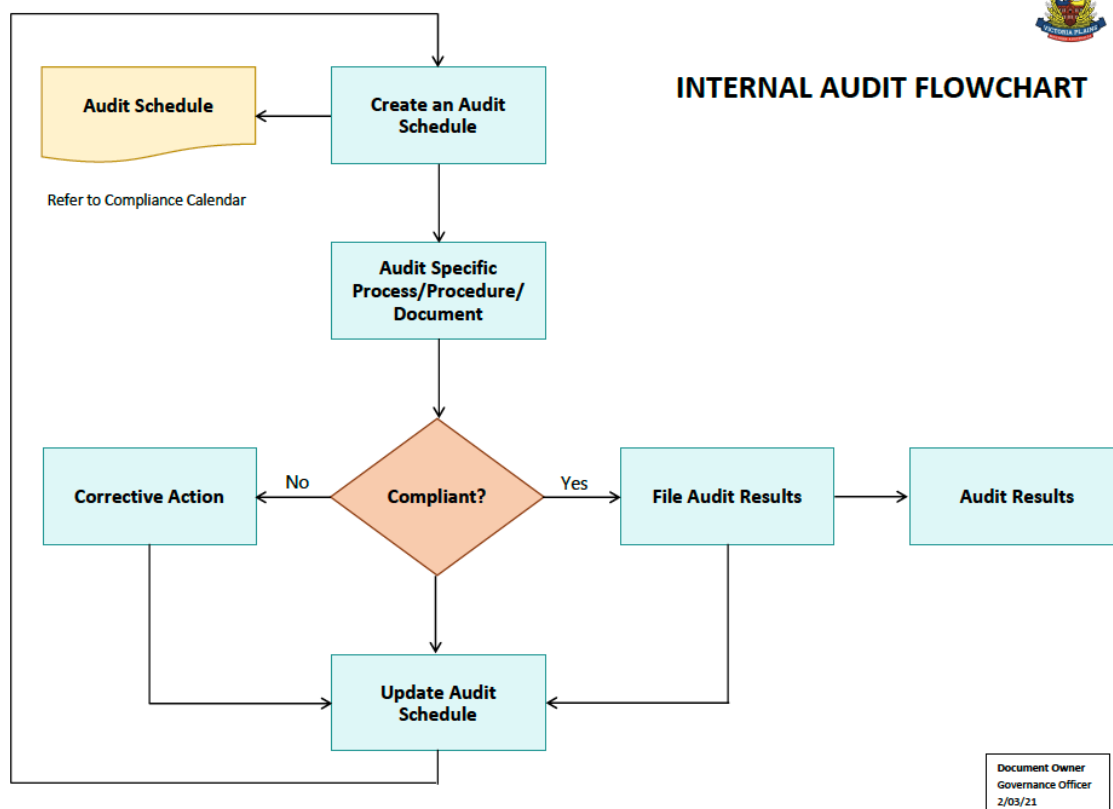 VICTORIA PLAINS
INTERNAL AUDIT FLOWCHART
Audit Schedule
Create an Audit
Schedule
Refer to Compliance Calendar
Audit Specific
Process/Procedure/
Document
Corrective Action
No
Compliant?
Yes
File Audit Results
Audit Results
Update Audit
Schedule
Document Owner
Governance Officer
2/03/21